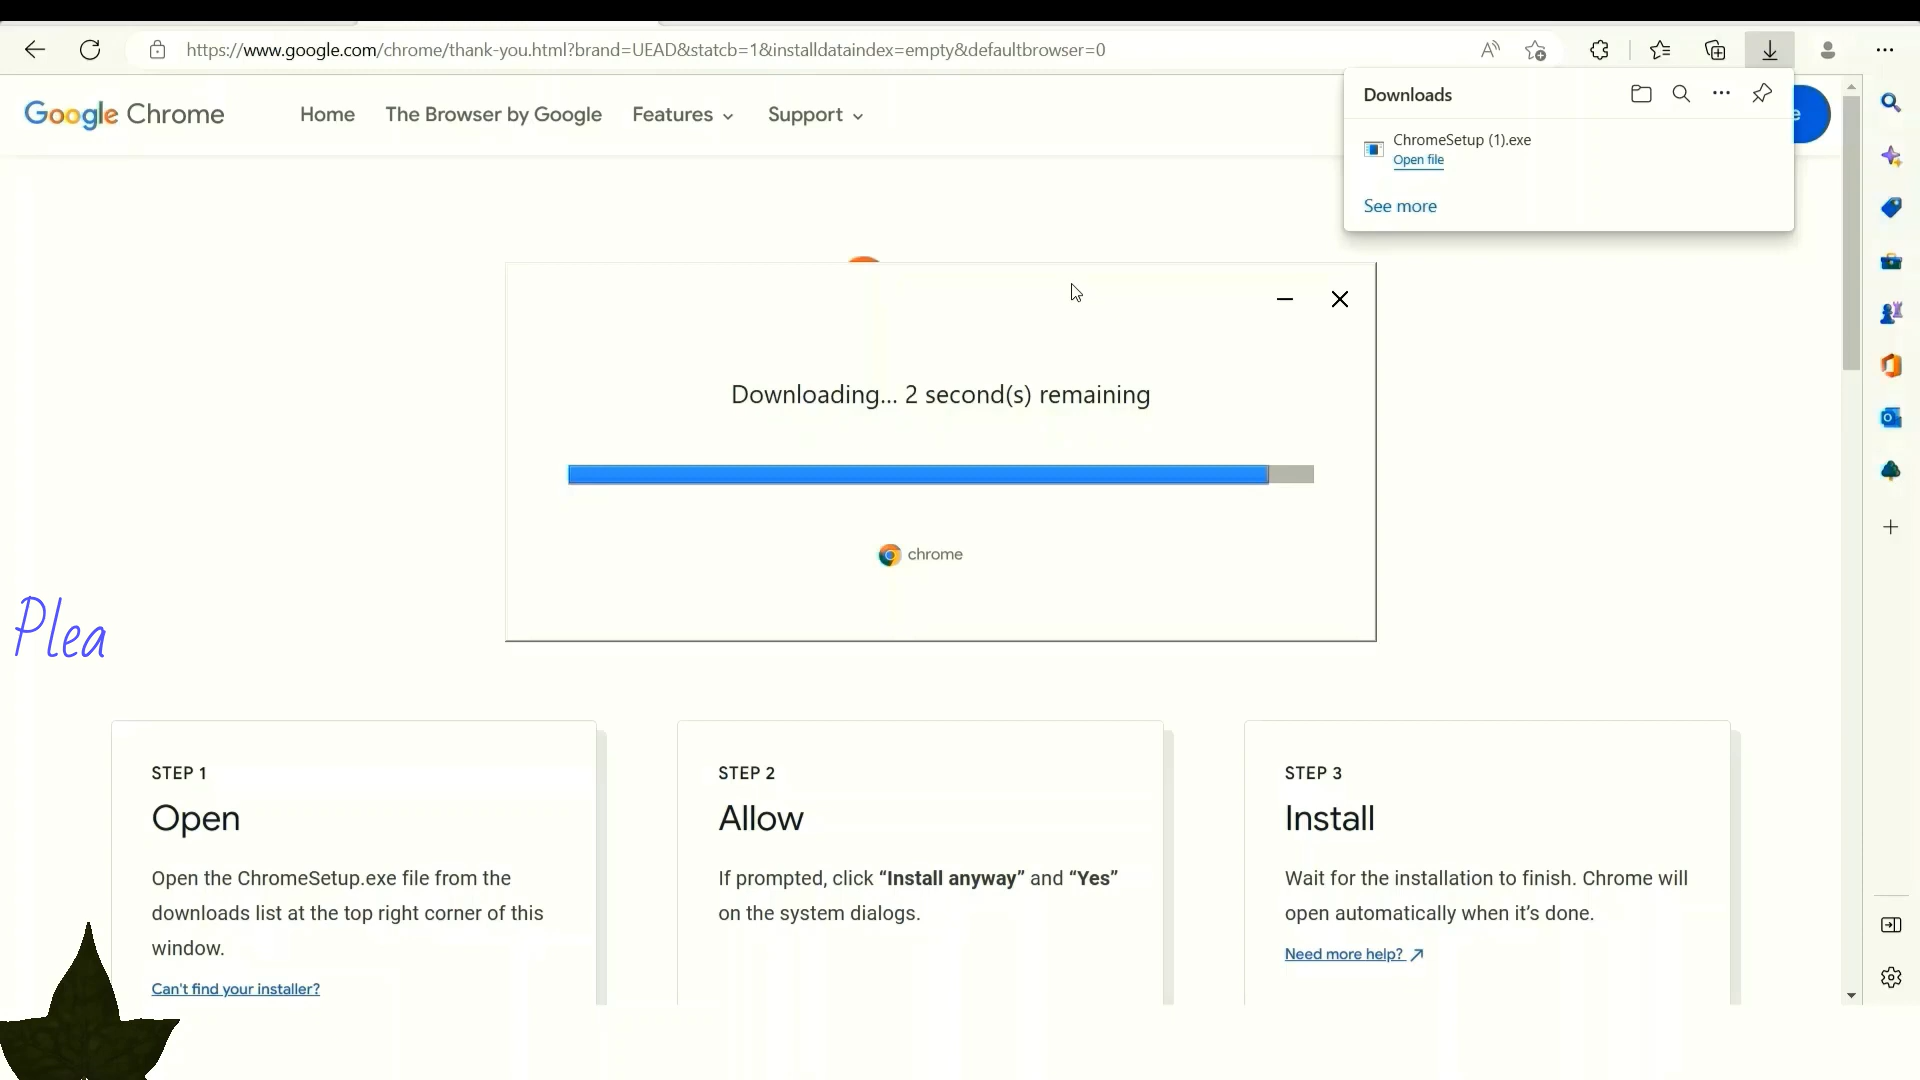 https://www.google.com/chrome/thank-you.html?brand=UEAD&statcb=1&installdataindex=empty&defaultbrowser=0
Google Chrome
Home
The Browser by Google
Features
Support
Downloads
ChromeSetup (1).exe
Open file
See more
Downloading... 2 second(s) remaining
chrome
Plea
STEP 1
Open
Open the ChromeSetup.exe file from the
downloads list at the top right corner of this
window.
Can't find your installer?
STEP 2
Allow
If prompted, click “Install anyway” and “Yes”
on the system dialogs.
STEP 3
Install
Wait for the installation to finish. Chrome will
open automatically when it’s done.
Need more help?